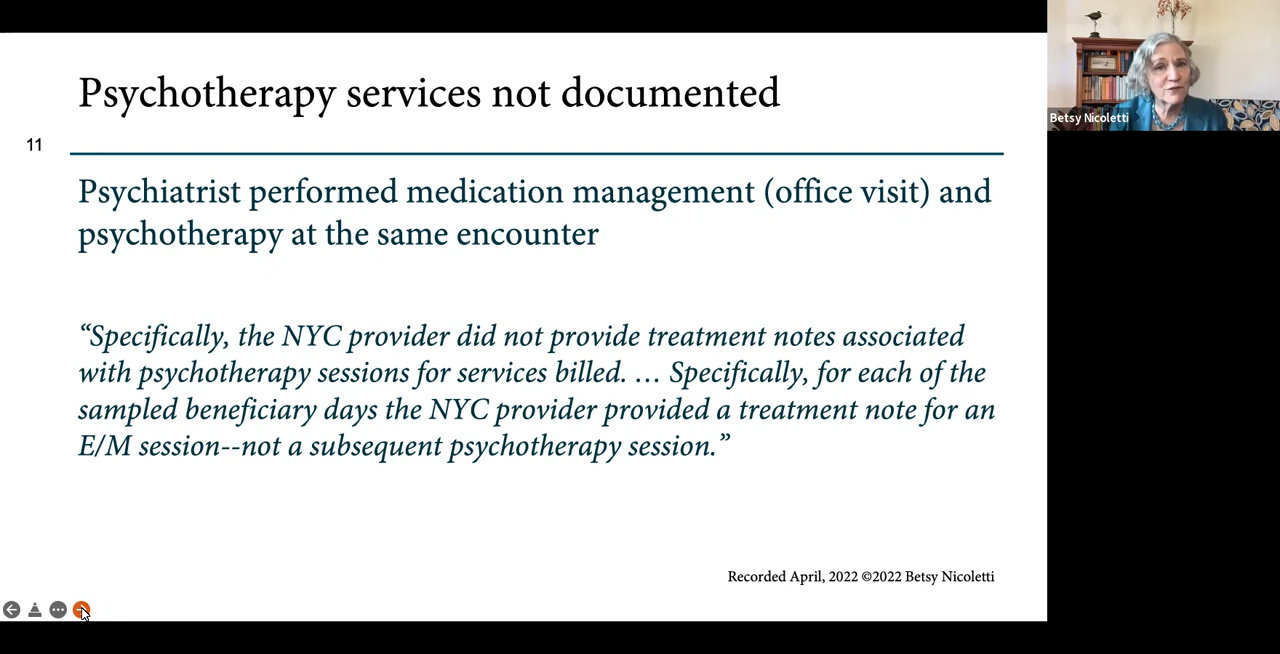 Psychotherapy services not documented
11
Psychiatrist performed medication management (office visit) and
psychotherapy at the same encounter
“Specifically, the NYC provider did not provide treatment notes associated
with psychotherapy sessions for services billed. … Specifically, for each of the
sampled beneficiary days the NYC provider provided a treatment note for an
E/M session--not a subsequent psychotherapy session.”
Recorded April, 2022 ©2022 Betsy Nicoletti
Betsy Nicoletti